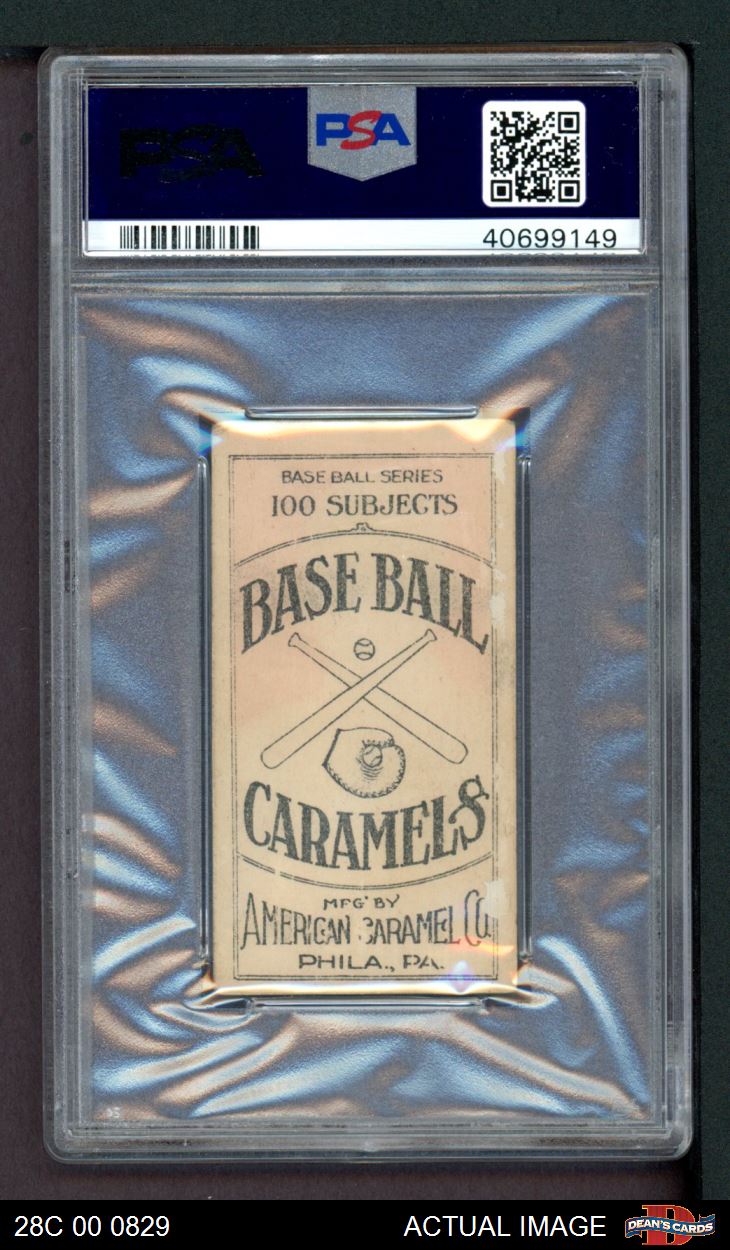 PSA
PSA
40699149
BASE BALL SERIES
100 SUBJECTS
BASE BALL
CARAMELS
MFG' BY
AMERICAN CARAMEL Co
PHILA., PA.
28C 00 0829
ACTUAL IMAGE
DEAN'S CARDS